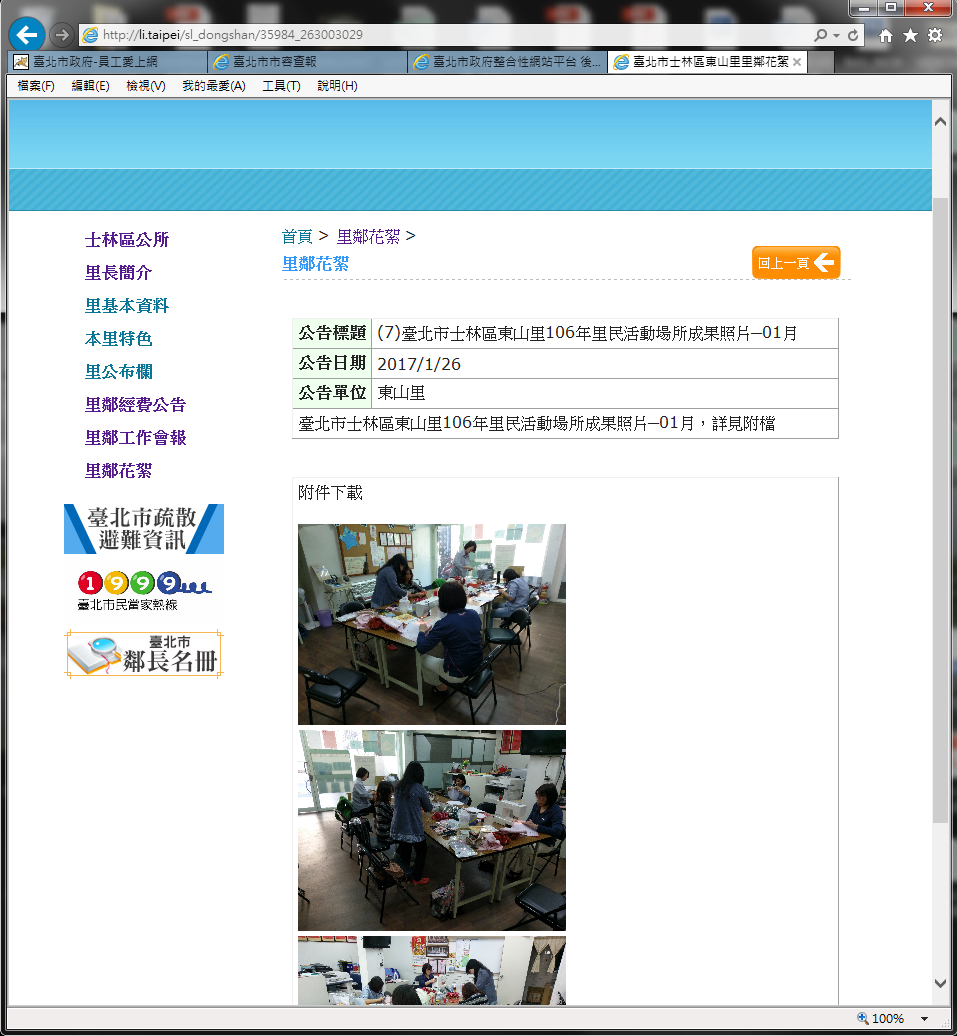 http://li.taipei/sl_dongshan/35984_263003029
臺北市政府-員工愛上網
臺北市市容查報
臺北市政府整合性網站平台 後...
臺北市士林區東山里里鄰花絮
檔案(F) 編輯(E) 檢視(V) 我的最愛(A) 工具(T) 說明(H)
士林區公所
里長簡介
里基本資料
本里特色
里公布欄
里鄰經費公告
里鄰工作會報
里鄰花絮
臺北市疏散
避難資訊
1999
臺北市民當家熱線
臺北市
鄰長名冊
首頁 > 里鄰花絮 >
里鄰花絮
回上一頁
公告標題 (7)臺北市士林區東山里106年里民活動場所成果照片─01月
公告日期 2017/1/26
公告單位 東山里
臺北市士林區東山里106年里民活動場所成果照片─01月，詳見附檔
附件下載
100%